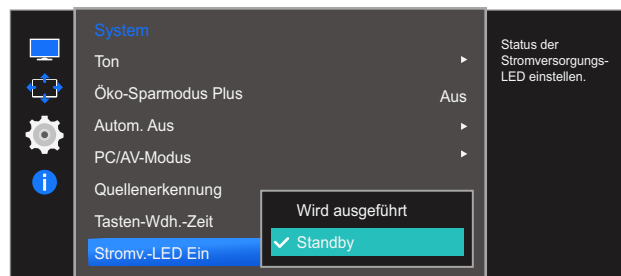 System
Ton
Öko-Sparmodus Plus
Aus
Autom. Aus
PC/AV-Modus
Quellenerkennung
Tasten-Wdh.-Zeit
Stromv.-LED Ein
Wird ausgeführt
Standby
Status der
Stromversorgungs-
LED einstellen.